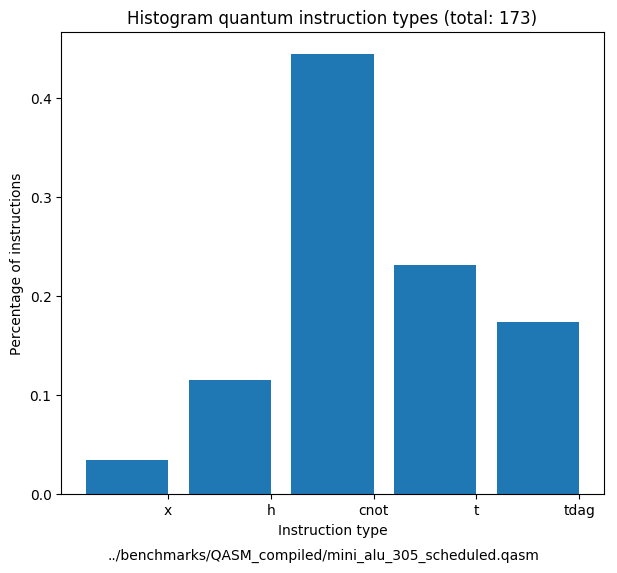 Histogram quantum instruction types (total: 173)
Percentage of instructions
0.4
0.3
0.2
0.1
0.0
x h cnot t tdag
Instruction type
../benchmarks/QASM_compiled/mini_alu_305_scheduled.qasm